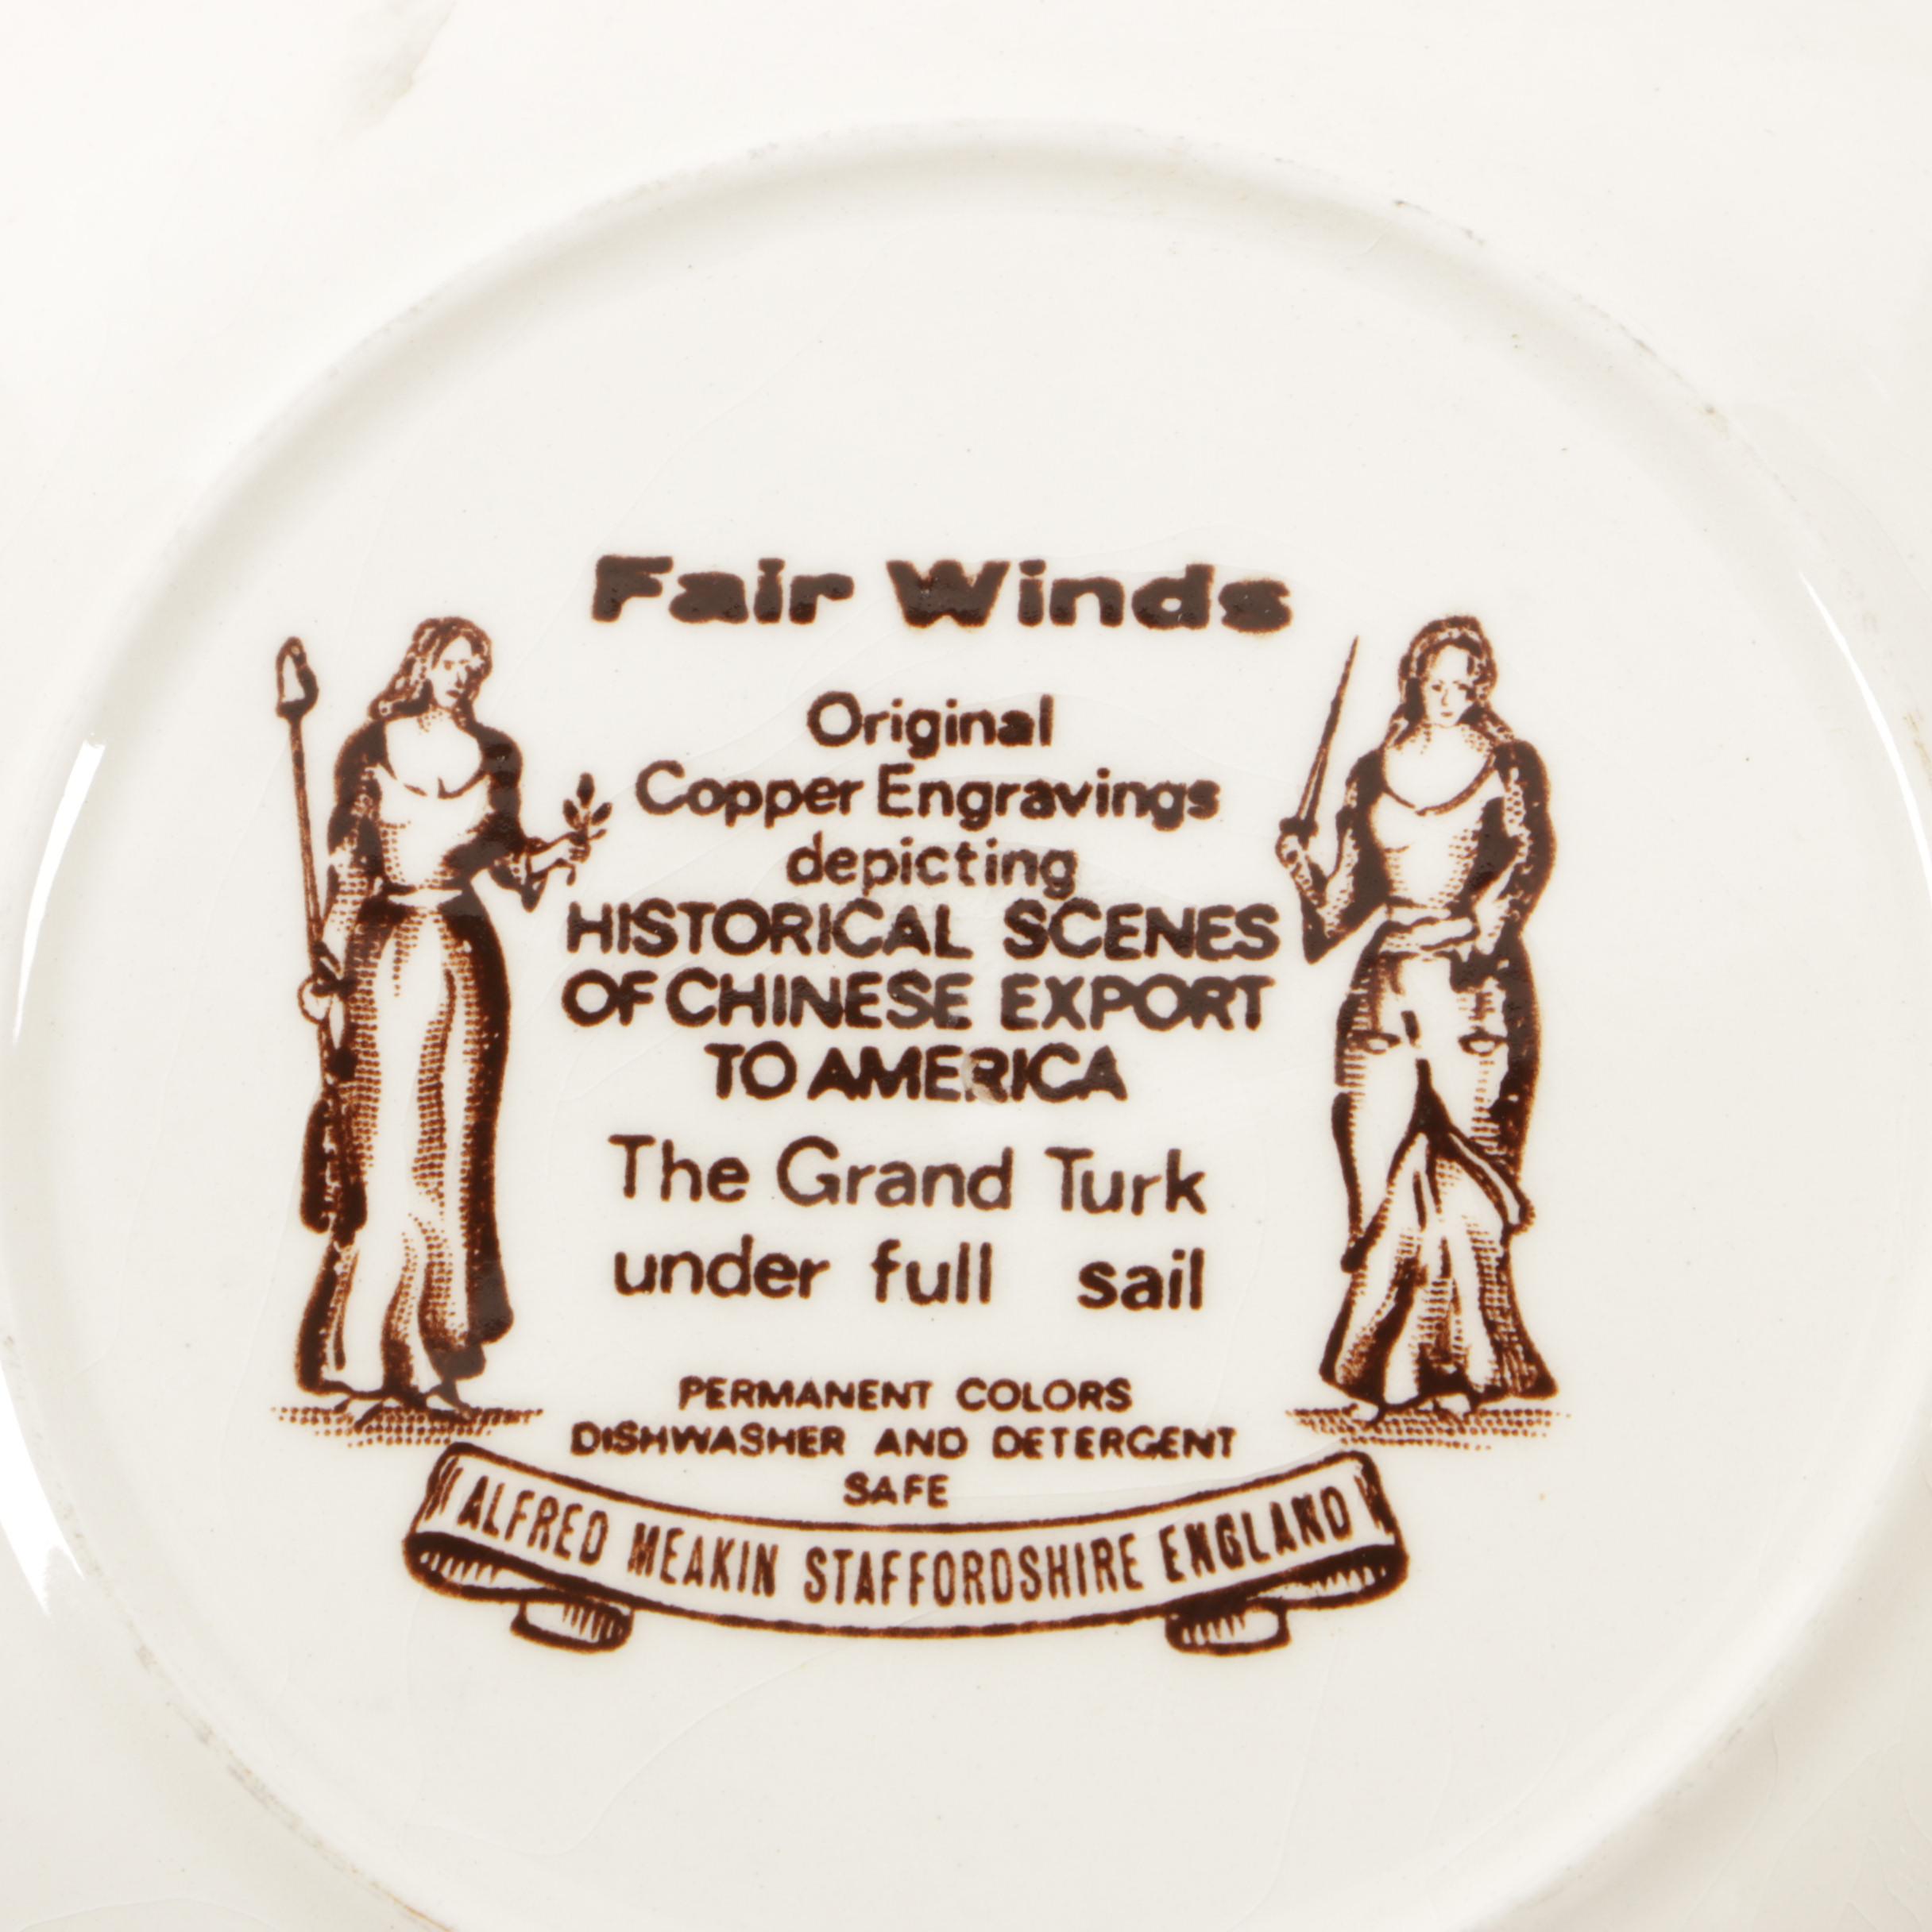 Fair Winds
Original
Copper Engravings
depicting
HISTORICAL SCENES
OF CHINESE EXPORT
TO AMERICA
The Grand Turk
under full sail
PERMANENT COLORS
DISHWASHER AND DETERGENT
SAFE
ALFRED MEAKIN STAFFORDSHIRE ENGLAND